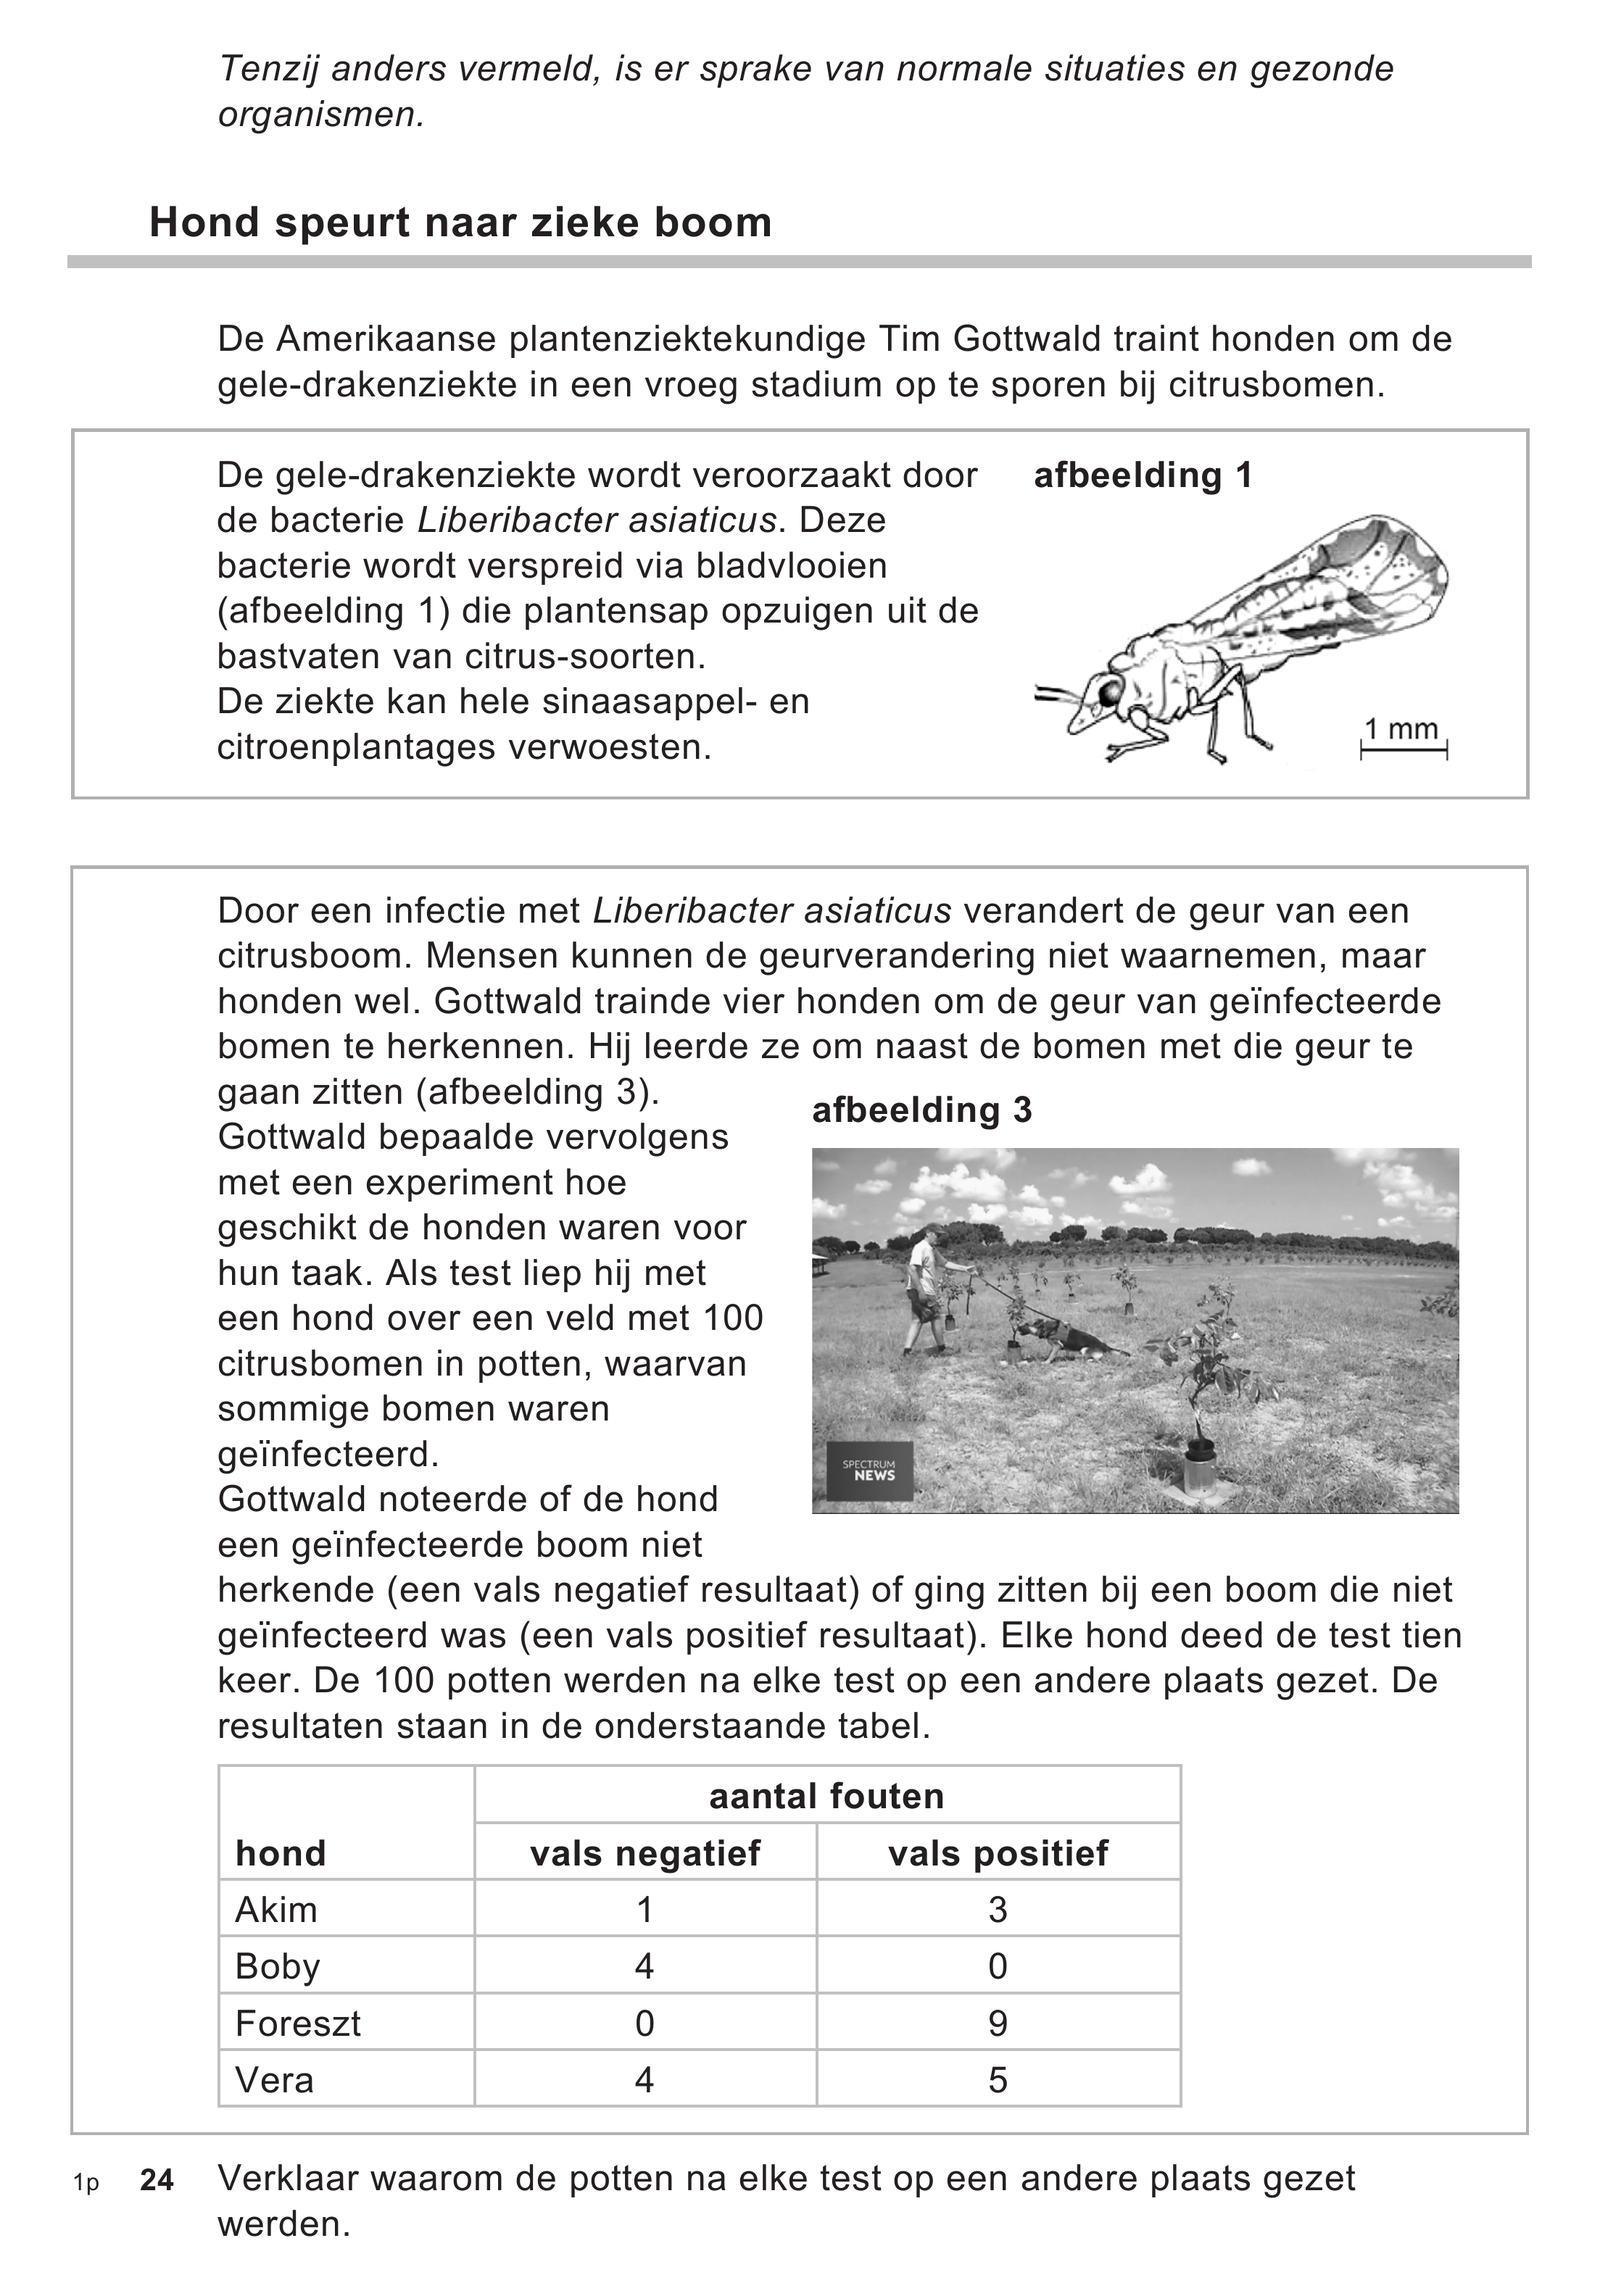 Tenzij anders vermeld, is er sprake van normale situaties en gezonde
organismen.
Hond speurt naar zieke boom
De Amerikaanse plantenziektekundige Tim Gottwald traint honden om de
gele-drakenziekte in een vroeg stadium op te sporen bij citrusbomen.
De gele-drakenziekte wordt veroorzaakt door
de bacterie Liberibacter asiaticus. Deze
bacterie wordt verspreid via bladvlooien
(afbeelding 1) die plantensap opzuigen uit de
bastvaten van citrus-soorten.
De ziekte kan hele sinaasappel- en
citroenplantages verwoesten.
afbeelding 1
1 mm
Door een infectie met Liberibacter asiaticus verandert de geur van een
citrusboom. Mensen kunnen de geurverandering niet waarnemen, maar
honden wel. Gottwald trainde vier honden om de geur van geïnfecteerde
bomen te herkennen. Hij leerde ze om naast de bomen met die geur te
gaan zitten (afbeelding 3).
Gottwald bepaalde vervolgens
met een experiment hoe
geschikt de honden waren voor
hun taak. Als test liep hij met
een hond over een veld met 100
citrusbomen in potten, waarvan
sommige bomen waren
geïnfecteerd.
Gottwald noteerde of de hond
een geïnfecteerde boom niet
afbeelding 3
SPECTRUM
NEWS
herkende (een vals negatief resultaat) of ging zitten bij een boom die niet
geïnfecteerd was (een vals positief resultaat). Elke hond deed de test tien
keer. De 100 potten werden na elke test op een andere plaats gezet. De
resultaten staan in de onderstaande tabel.
aantal fouten
hond vals negatief vals positief
Akim 1 3
Boby 4 0
Foreszt 0 9
Vera 4 5
1p 24 Verklaar waarom de potten na elke test op een andere plaats gezet
werden.